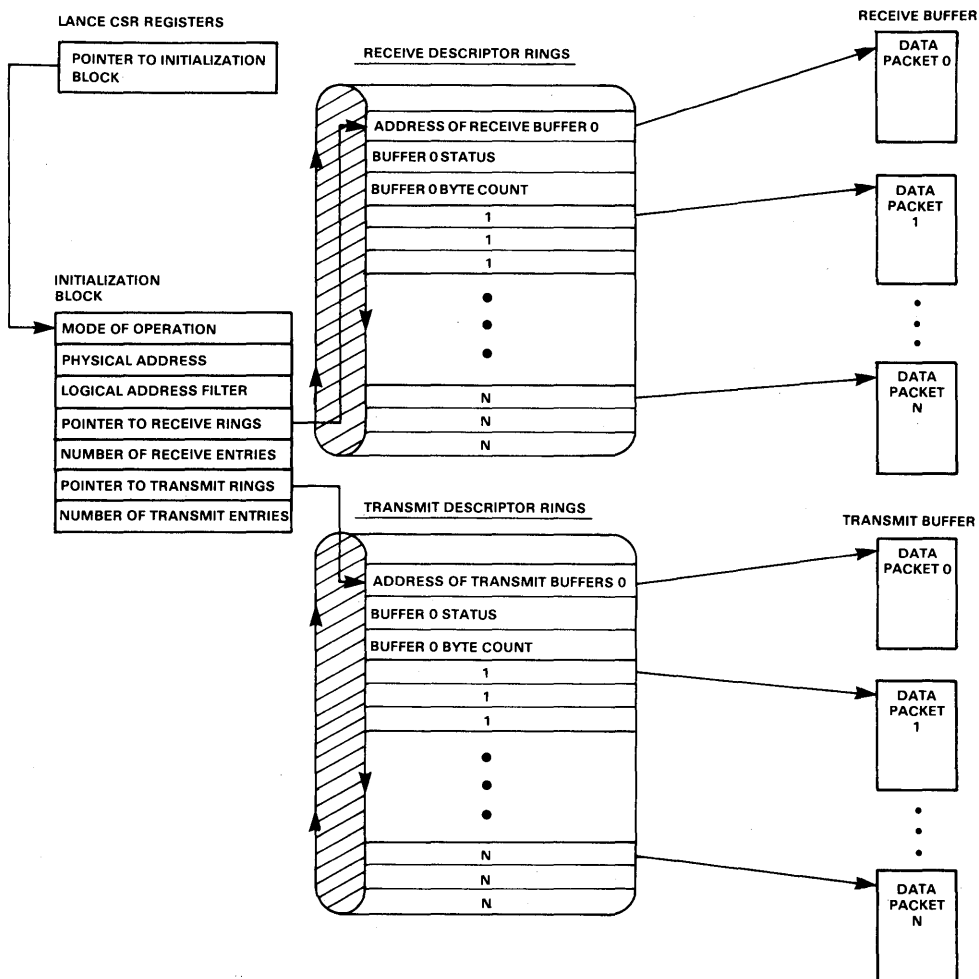 LANCE CSR REGISTERS
POINTER TO INITIALIZATION
BLOCK
INITIALIZATION
BLOCK
MODE OF OPERATION
PHYSICAL ADDRESS
LOGICAL ADDRESS FILTER
POINTER TO RECEIVE RINGS
NUMBER OF RECEIVE ENTRIES
POINTER TO TRANSMIT RINGS
NUMBER OF TRANSMIT ENTRIES
RECEIVE DESCRIPTOR RINGS
ADDRESS OF RECEIVE BUFFER 0
BUFFER 0 STATUS
BUFFER 0 BYTE COUNT
1
1
1
N
N
N
RECEIVE BUFFER
DATA
PACKET 0
DATA
PACKET
1
DATA
PACKET
N
TRANSMIT DESCRIPTOR RINGS
ADDRESS OF TRANSMIT BUFFERS 0
BUFFER 0 STATUS
BUFFER 0 BYTE COUNT
1
1
1
N
N
N
TRANSMIT BUFFER
DATA
PACKET 0
DATA
PACKET
1
DATA
PACKET
N